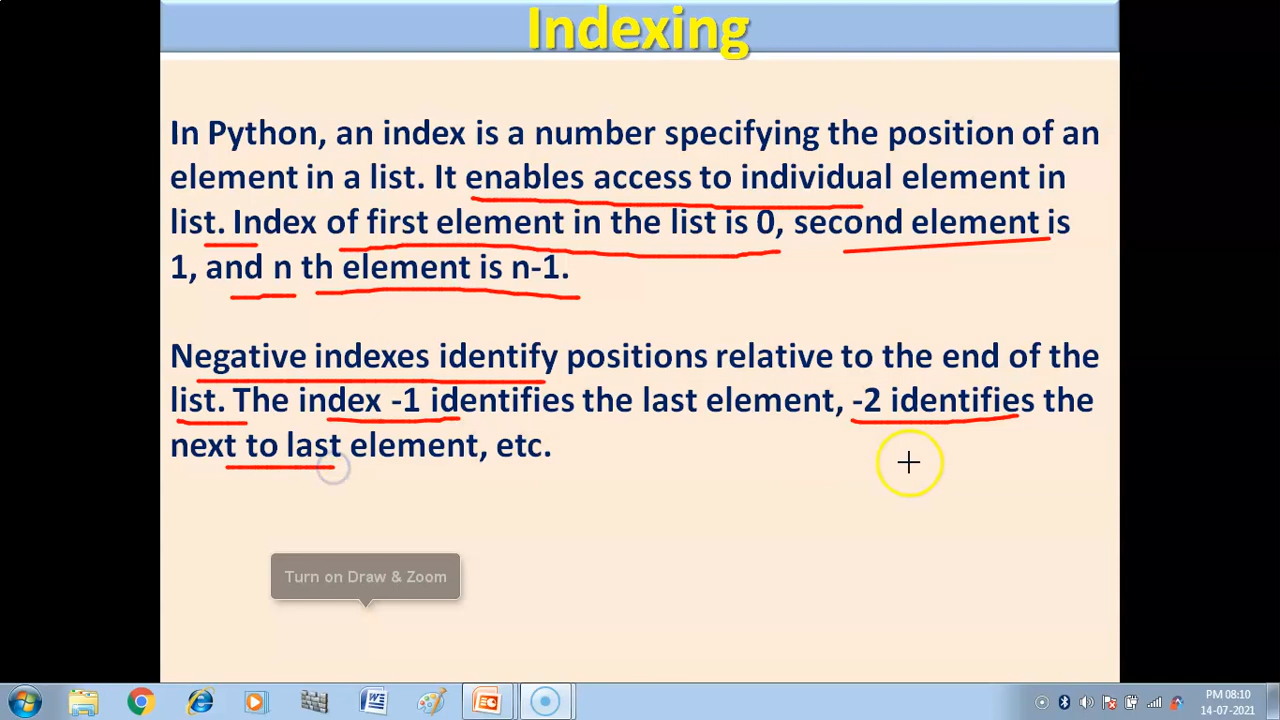 Indexing
In Python, an index is a number specifying the position of an
element in a list. It enables access to individual element in
list. Index of first element in the list is 0, second element is
1, and n th element is n-1.
Negative indexes identify positions relative to the end of the
list. The index -1 identifies the last element, -2 identifies the
next to last element, etc.
Turn on Draw & Zoom
PM 08:10
14-07-2021